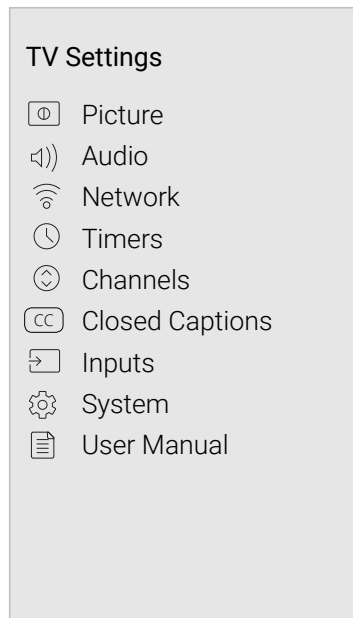 TV Settings
Picture
Audio
Network
Timers
Channels
CC Closed Captions
Inputs
System
User Manual